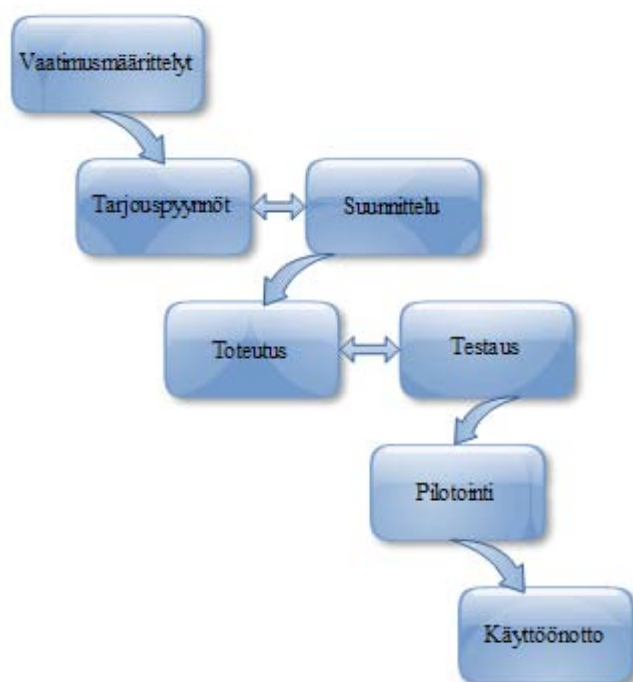 Vaatimusmäärittelyt
Tarjouspyynnöt
Suunnittelu
Toteutus
Testaus
Pilotointi
Käyttöönotto